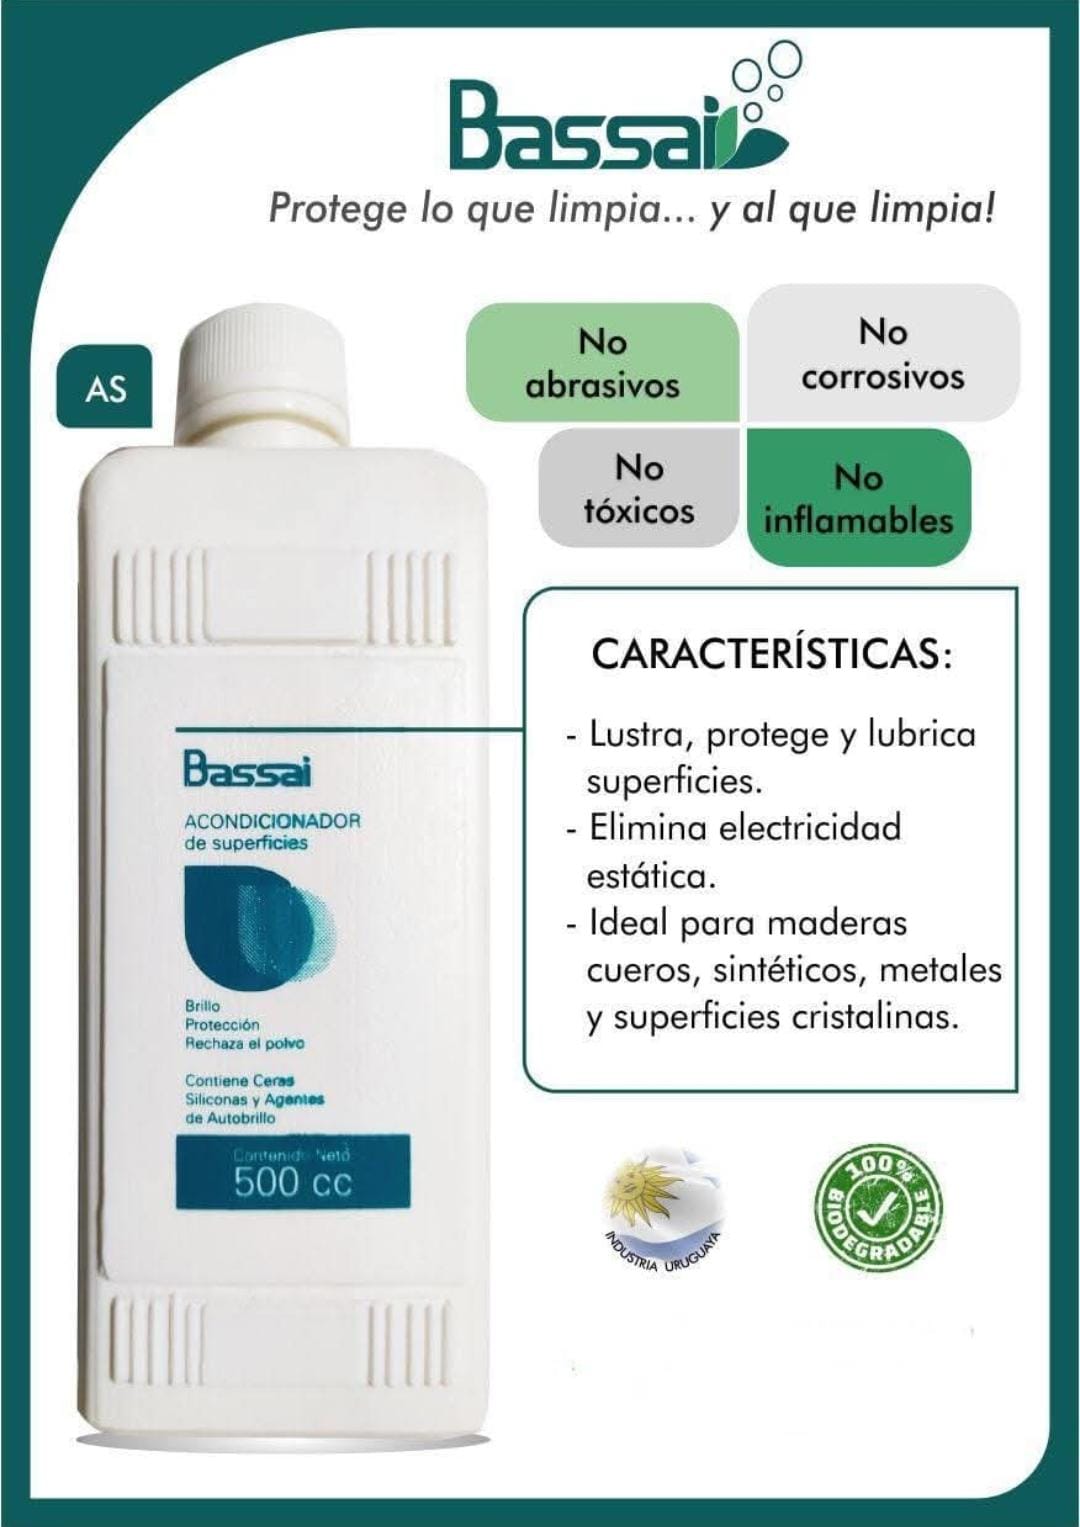 Bassai
Protege lo que limpia... y al que limpia!
AS
No
abrasivos
No
corrosivos
No
tóxicos
No
inflamables
CARACTERÍSTICAS:
- Lustra, protege y lubrica
superficies.
- Elimina electricidad
estática.
- Ideal para maderas
cueros, sintéticos, metales
y superficies cristalinas.
Bassai
ACONDICIONADOR
de superficies
Brillo
Protección
Rechaza el polvo
Contiene Ceras
Siliconas y Agentes
de Autobrillo
Contenido Neto
500 cc
INDUSTRIA URUGUAYA
100%
BIODEGRADABLE